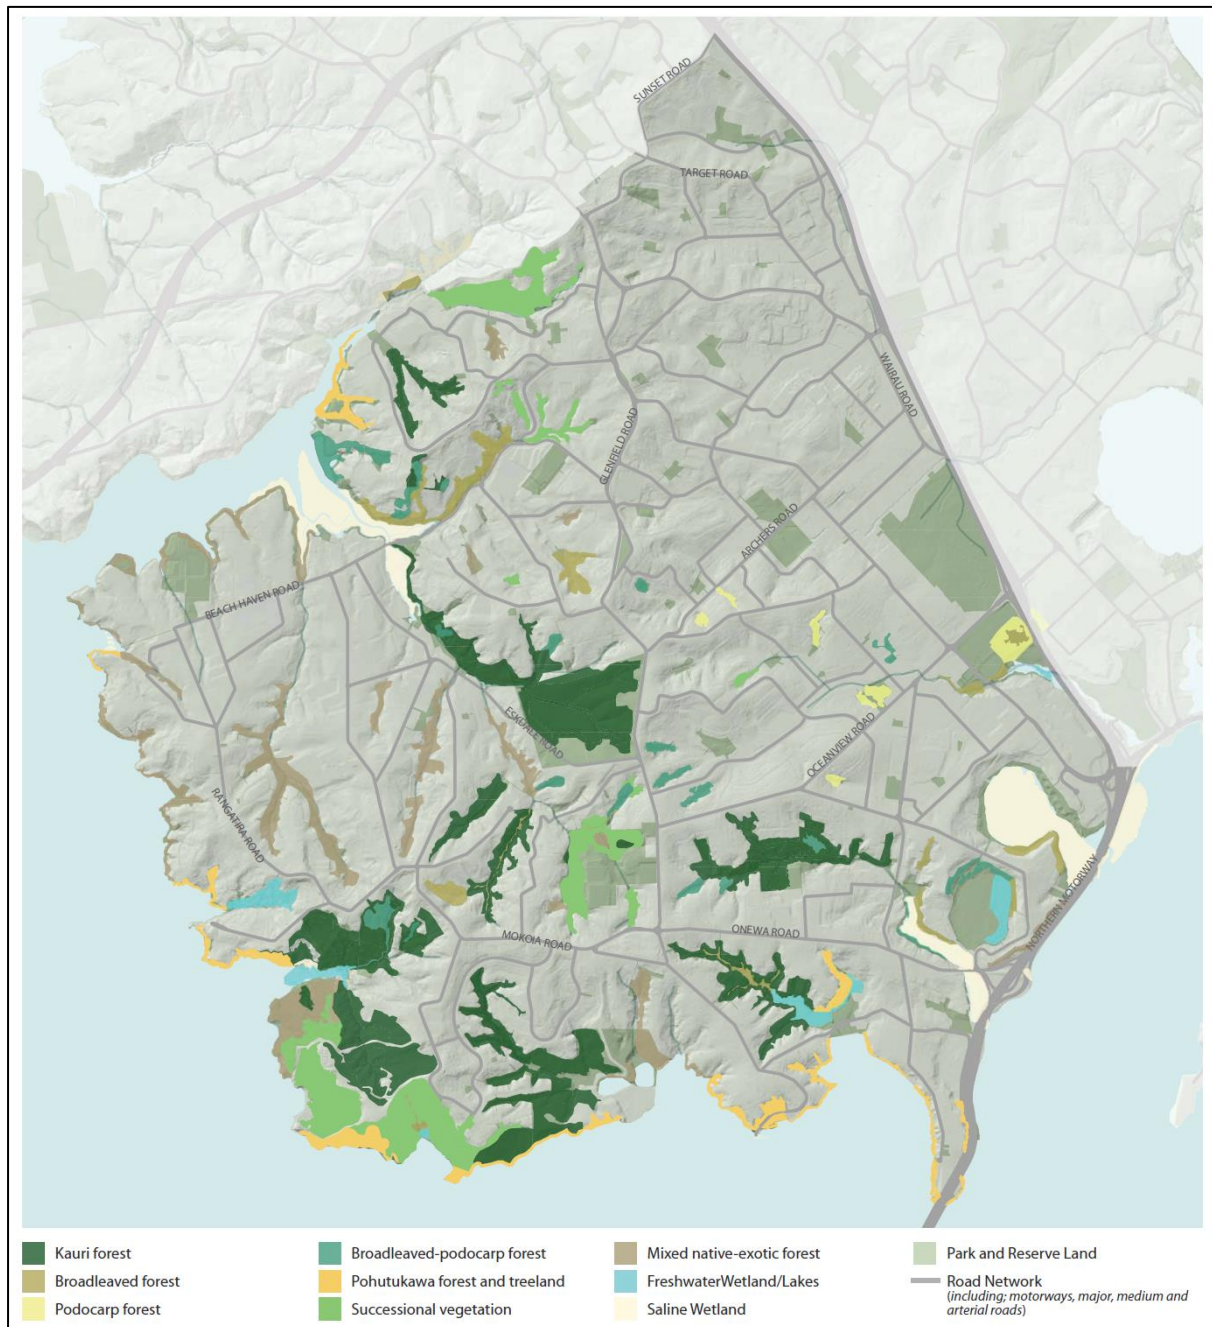 SUNSET ROAD
TARGET ROAD
WAIRAU ROAD
GLENFIELD ROAD
ARCHERS ROAD
BEACH HAVEN ROAD
ESKDALE ROAD
OCEANVIEW ROAD
RANGATIRA ROAD
NORTHERN MOTORWAY
MOKOIA ROAD
ONEWA ROAD
Kauri forest
Broadleaved forest
Podocarp forest
Broadleaved-podocarp forest
Pohutukawa forest and treeland
Successional vegetation
Mixed native-exotic forest
FreshwaterWetland/Lakes
Saline Wetland
Park and Reserve Land
Road Network
(including; motorways, major, medium and
arterial roads)